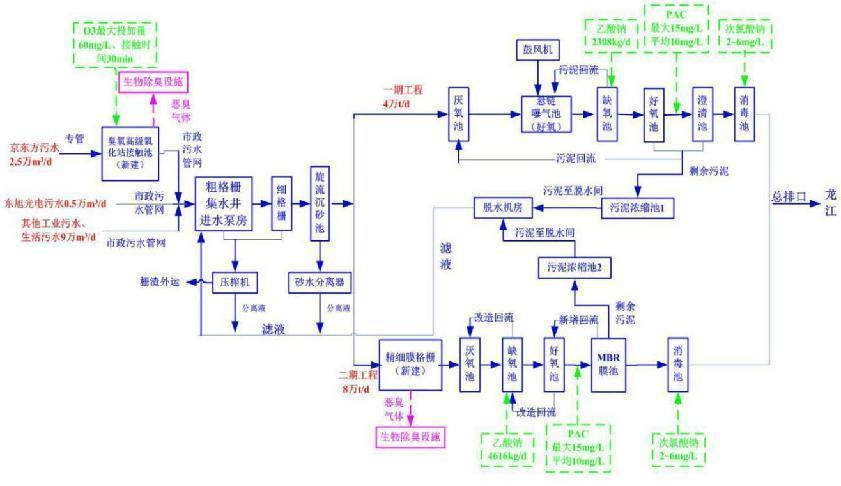 O3最大投加量
60mg/L、接触时
间30min
生物除臭设施
恶臭
气体
京东方污水
2.5万m³/d
专管
臭氧高级氧
化站接触池
（新建）
市政
污水
管网
东旭光电污水0.5万m³/d
市政污
水管网
其他工业污水、
生活污水9万m³/d
市政污水管网
粗格栅
集水井
进水泵房
细格栅
旋流沉砂池
栅渣外运
压榨机
砂水分离器
分离液
分离液
滤液
滤液
一期工程
4万t/d
厌氧池
鼓风机
悬链
曝气池
（好氧）
污泥回流
乙酸钠
2308kg/d
缺氧池
好氧池
PAC
最大15mg/L
平均10mg/L
澄清池
次氯酸钠
2~6mg/L
消毒池
污泥回流
剩余污泥
总排口
龙江
脱水机房
污泥至脱水间
污泥浓缩池1
污泥至脱水间
污泥浓缩池2
剩余
污泥
二期工程
8万t/d
精细膜格栅
（新建）
恶臭
气体
生物除臭设施
改造回流
新增回流
厌氧池
缺氧池
好氧池
MBR
膜池
消毒池
改造回流
乙酸钠
4616kg/d
PAC
最大15mg/L
平均10mg/L
次氯酸钠
2~6mg/L